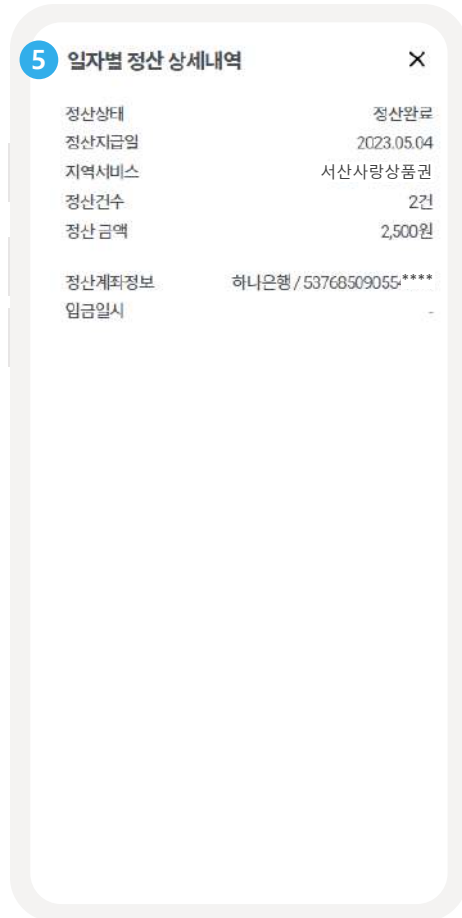 5 일자별 정산 상세내역 ×
정산상태 정산완료
정산지급일 2023.05.04
지역서비스 서산사랑상품권
정산건수 2건
정산 금액 2,500원
정산계좌정보 하나은행 / 53768509055****
입금일시 -